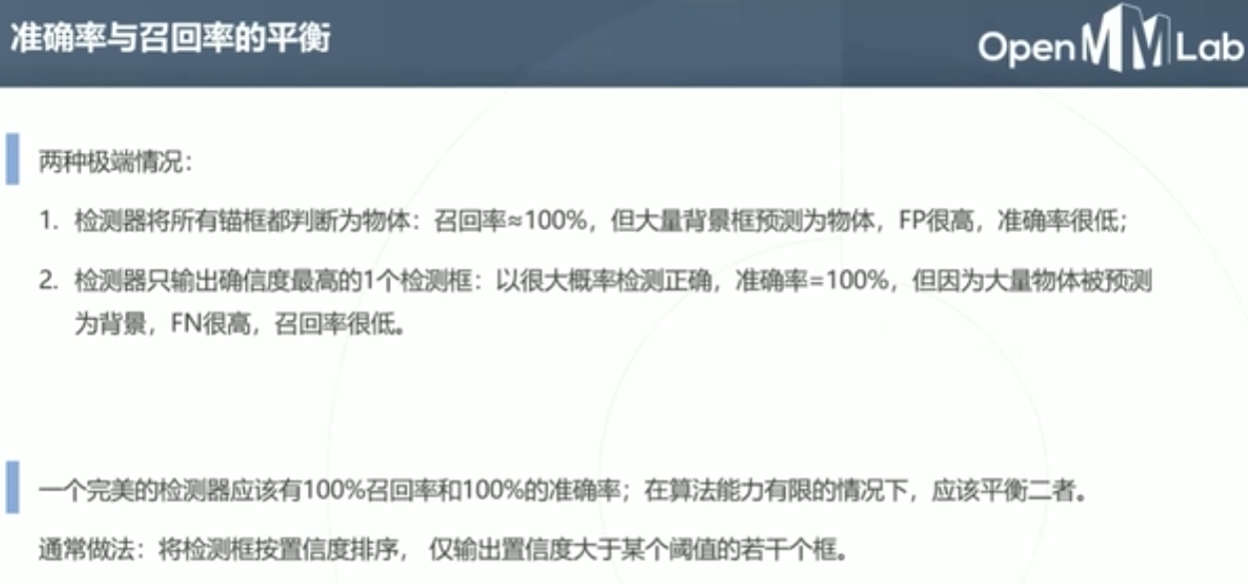 准确率与召回率的平衡
OpenMMLab
两种极端情况：
1. 检测器将所有锚框都判断为物体：召回率≈100%，但大量背景框预测为物体，FP很高，准确率很低；
2. 检测器只输出确信度最高的1个检测框：以很大概率检测正确，准确率=100%，但因为大量物体被预测
为背景，FN很高，召回率很低。
一个完美的检测器应该有100%召回率和100%的准确率；在算法能力有限的情况下，应该平衡二者。
通常做法：将检测框按置信度排序， 仅输出置信度大于某个阈值的若干个框。